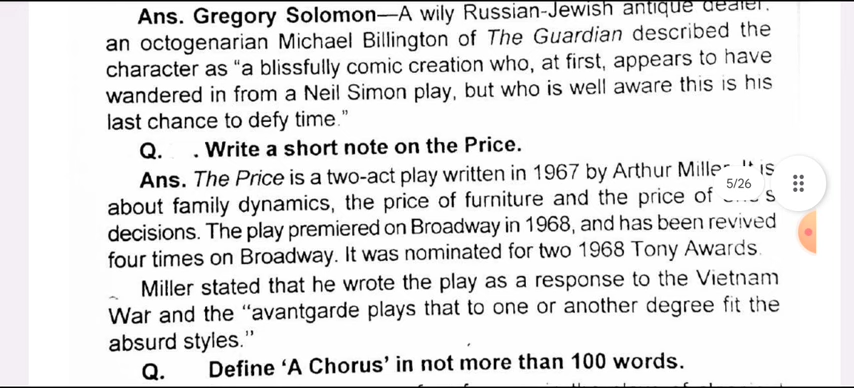 Ans. Gregory Solomon—A wily Russian-Jewish antique dealer.
an octogenarian Michael Billington of The Guardian described the
character as “a blissfully comic creation who, at first, appears to have
wandered in from a Neil Simon play, but who is well aware this is his
last chance to defy time.”
Q. . Write a short note on the Price.
Ans. The Price is a two-act play written in 1967 by Arthur Miller. It is
5/26
about family dynamics, the price of furniture and the price of
decisions. The play premiered on Broadway in 1968, and has been revived
four times on Broadway. It was nominated for two 1968 Tony Awards.
Miller stated that he wrote the play as a response to the Vietnam
War and the “avantgarde plays that to one or another degree fit the
absurd styles.”
Q. Define ‘A Chorus’ in not more than 100 words.